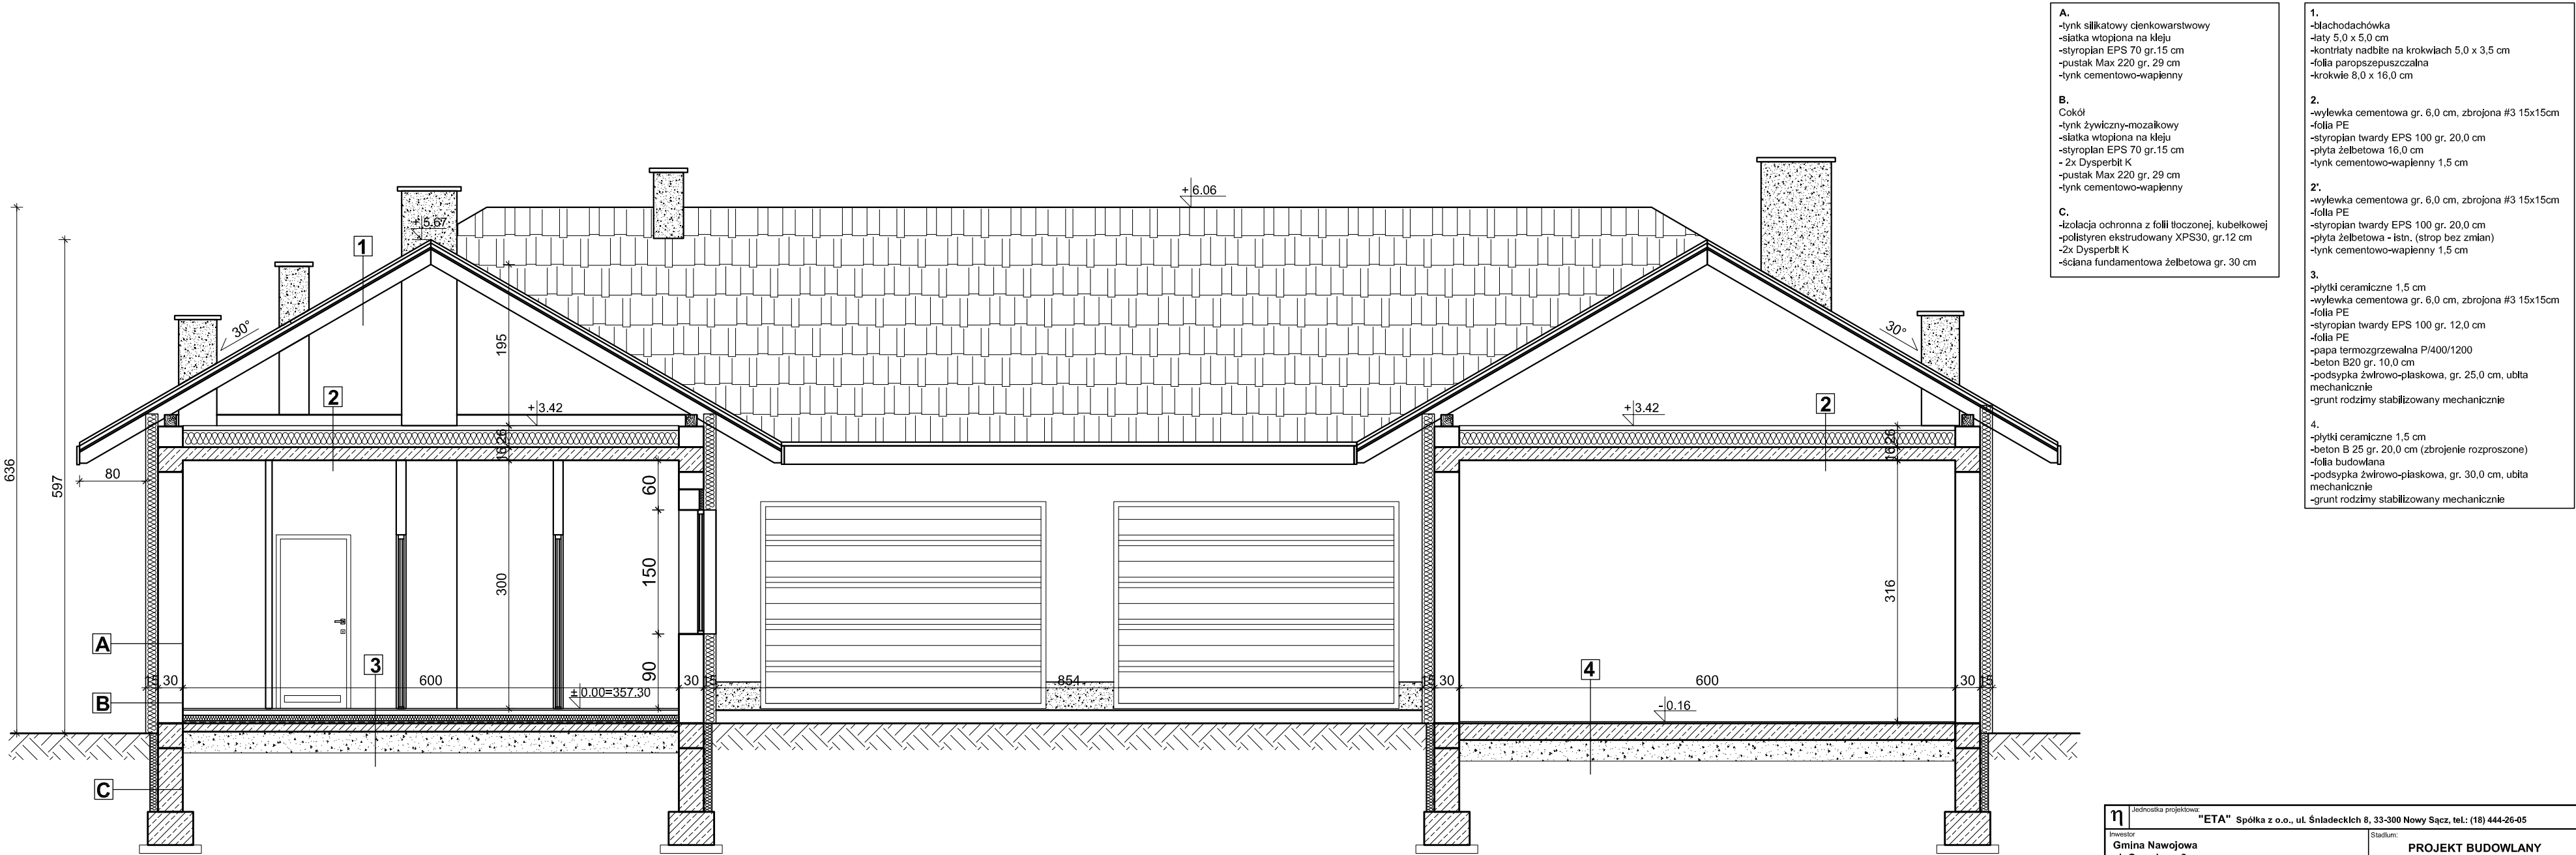 A.
-tynk silikatowy cienkowarstwowy
-siatka wtopiona na kleju
-styropian EPS 70 gr.15 cm
-pustak Max 220 gr. 29 cm
-tynk cementowo-wapienny
B.
Cokół
-tynk żywiczny-mozaikowy
-siatka wtopiona na kleju
-styropian EPS 70 gr.15 cm
- 2x Dysperbit K
-pustak Max 220 gr. 29 cm
-tynk cementowo-wapienny
C.
-izolacja ochronna z folii tłoczonej, kubełkowej
-polistyren ekstrudowany XPS30, gr.12 cm
-2x Dysperbit K
-ściana fundamentowa żelbetowa gr. 30 cm
1.
-blachodachówka
-łaty 5,0 x 5,0 cm
-kontrłaty nadbite na krokwiach 5,0 x 3,5 cm
-folia paropszepuszczalna
-krokwie 8,0 x 16,0 cm
2.
-wylewka cementowa gr. 6,0 cm, zbrojona #3 15x15cm
-folia PE
-styropian twardy EPS 100 gr. 20,0 cm
-płyta żelbetowa 16,0 cm
-tynk cementowo-wapienny 1,5 cm
2'.
-wylewka cementowa gr. 6,0 cm, zbrojona #3 15x15cm
-folia PE
-styropian twardy EPS 100 gr. 20,0 cm
-płyta żelbetowa - istn. (strop bez zmian)
-tynk cementowo-wapienny 1,5 cm
3.
-płytki ceramiczne 1,5 cm
-wylewka cementowa gr. 6,0 cm, zbrojona #3 15x15cm
-folia PE
-styropian twardy EPS 100 gr. 12,0 cm
-folia PE
-papa termozgrzewalna P/400/1200
-beton B20 gr. 10,0 cm
-podsypka żwirowo-piaskowa, gr. 25,0 cm, ubita
mechanicznie
-grunt rodzimy stabilizowany mechanicznie
4.
-płytki ceramiczne 1,5 cm
-beton B 25 gr. 20,0 cm (zbrojenie rozproszone)
-folia budowlana
-podsypka żwirowo-piaskowa, gr. 30,0 cm, ubita
mechanicznie
-grunt rodzimy stabilizowany mechanicznie
+6.06
+5.67
1
30°
30°
195
2
+3.42
+3.42
2
16 26
16 26
636
597
80
60
150
90
300
316
A
B
C
3
4
15 30 600 30 15 854 15 30 600 30 15
±0.00=357.30
-0.16
η
Jednostka projektowa:
"ETA" Spółka z o.o., ul. Śniadeckich 8, 33-300 Nowy Sącz, tel.: (18) 444-26-05
Inwestor
Gmina Nawojowa
Stadium:
PROJEKT BUDOWLANY